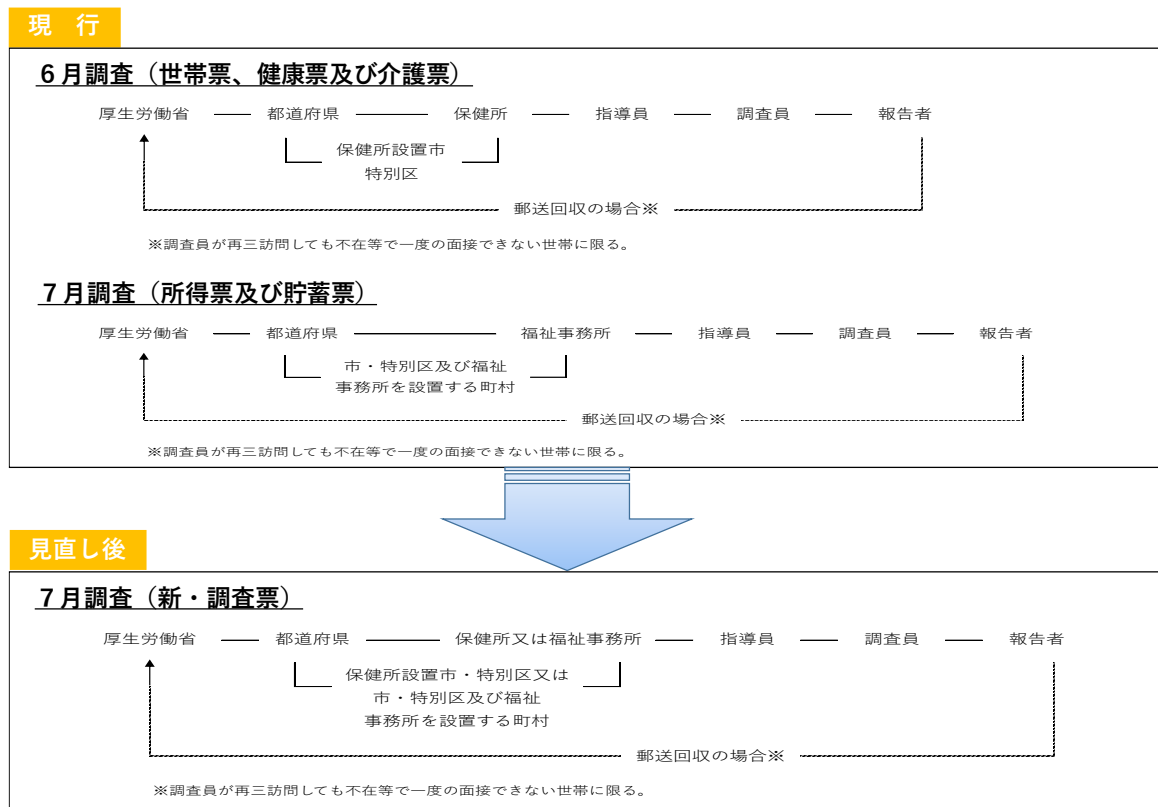 現 行
６月調査（世帯票、健康票及び介護票）
厚生労働省 都道府県 保健所 指導員 調査員 報告者
保健所設置市
特別区
郵送回収の場合※
※調査員が再三訪問しても不在等で一度の面接できない世帯に限る。
７月調査（所得票及び貯蓄票）
厚生労働省 都道府県 福祉事務所 指導員 調査員 報告者
市・特別区及び福祉
事務所を設置する町村
郵送回収の場合※
※調査員が再三訪問しても不在等で一度の面接できない世帯に限る。
見直し後
７月調査（新・調査票）
厚生労働省 都道府県 保健所又は福祉事務所 指導員 調査員 報告者
保健所設置市・特別区又は
市・特別区及び福祉
事務所を設置する町村
郵送回収の場合※
※調査員が再三訪問しても不在等で一度の面接できない世帯に限る。